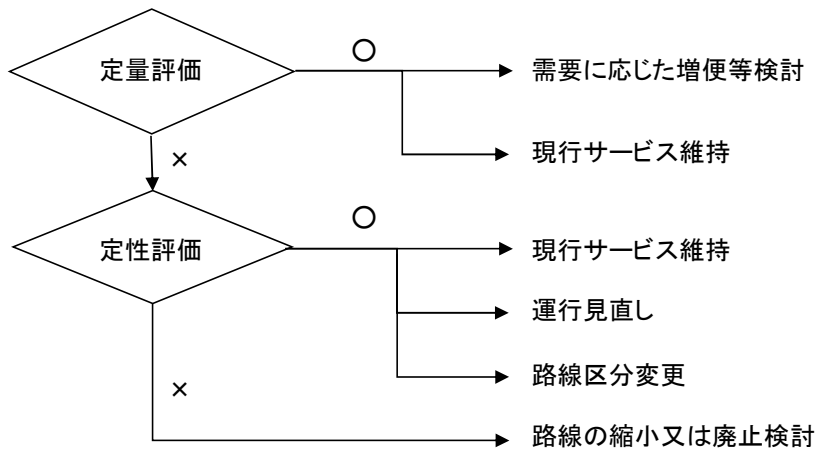 定量評価
○
需要に応じた増便等検討
×
現行サービス維持
定性評価
○
現行サービス維持
運行見直し
路線区分変更
×
路線の縮小又は廃止検討